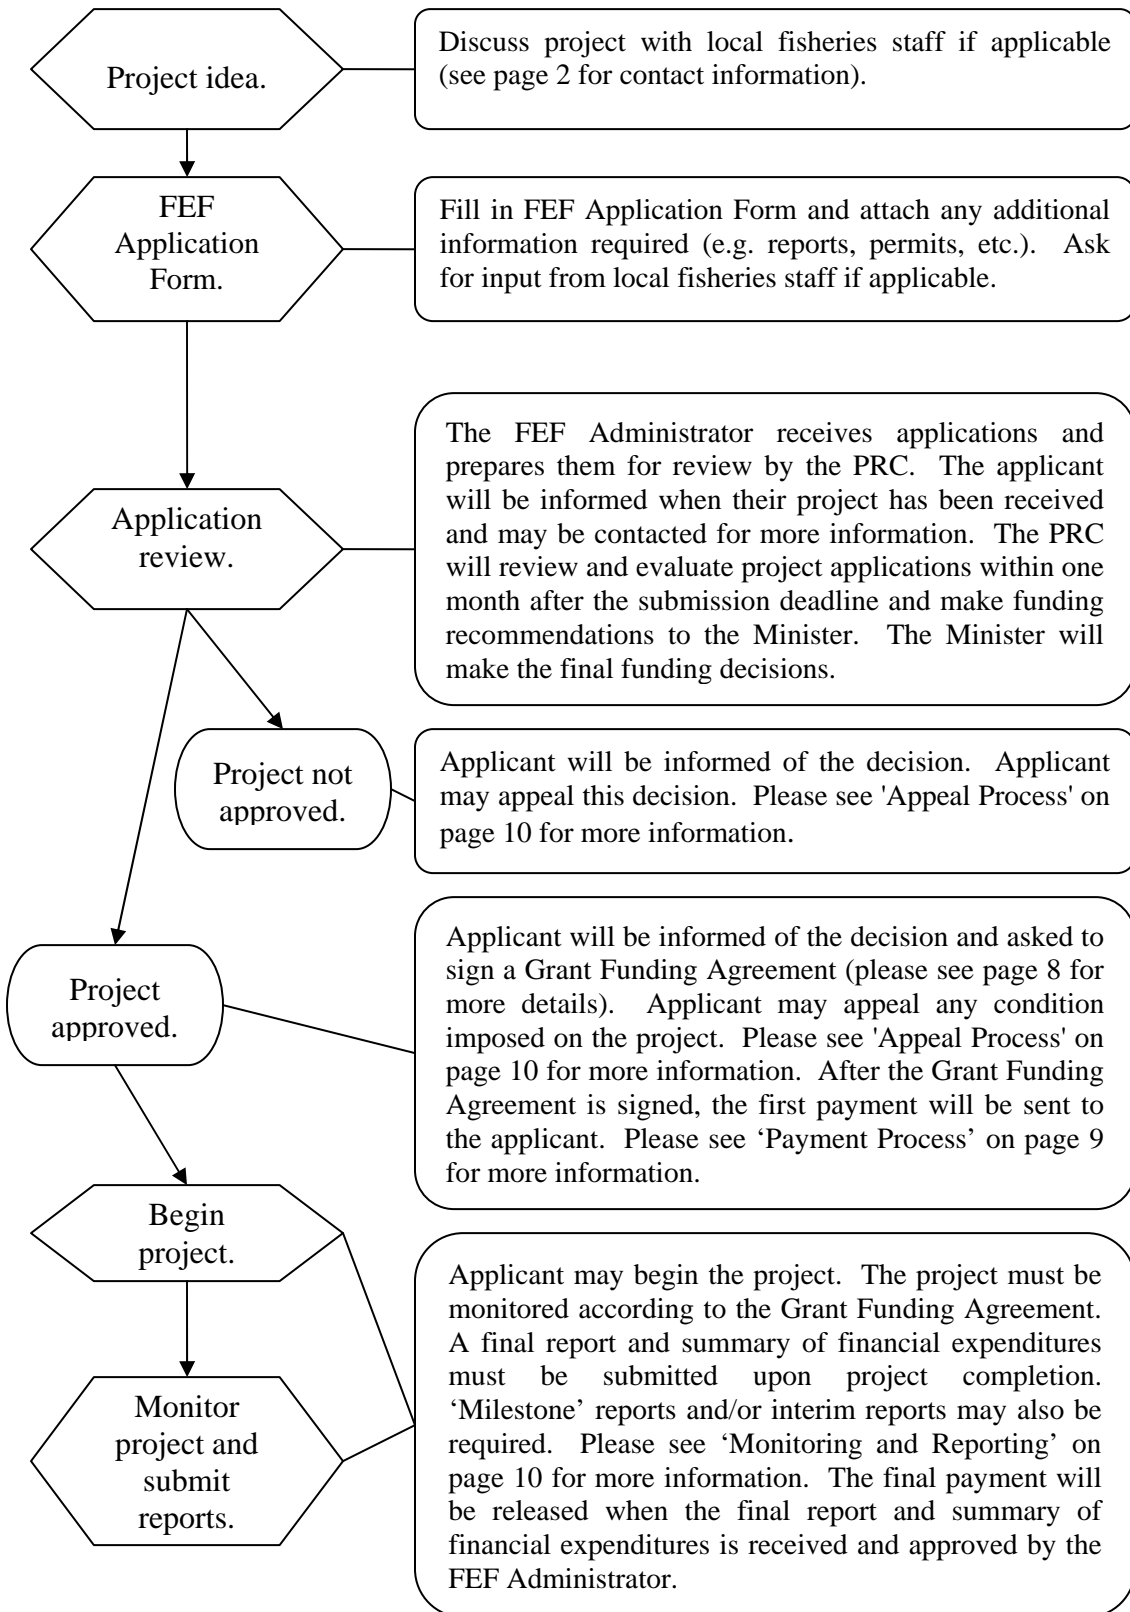 Project idea.
Discuss project with local fisheries staff if applicable
(see page 2 for contact information).
FEF
Application
Form.
Fill in FEF Application Form and attach any additional
information required (e.g. reports, permits, etc.). Ask
for input from local fisheries staff if applicable.
Application
review.
The FEF Administrator receives applications and
prepares them for review by the PRC. The applicant
will be informed when their project has been received
and may be contacted for more information. The PRC
will review and evaluate project applications within one
month after the submission deadline and make funding
recommendations to the Minister. The Minister will
make the final funding decisions.
Project not
approved.
Applicant will be informed of the decision. Applicant
may appeal this decision. Please see 'Appeal Process' on
page 10 for more information.
Project
approved.
Applicant will be informed of the decision and asked to
sign a Grant Funding Agreement (please see page 8 for
more details). Applicant may appeal any condition
imposed on the project. Please see 'Appeal Process' on
page 10 for more information. After the Grant Funding
Agreement is signed, the first payment will be sent to
the applicant. Please see ‘Payment Process’ on page 9
for more information.
Begin
project.
Monitor
project and
submit
reports.
Applicant may begin the project. The project must be
monitored according to the Grant Funding Agreement.
A final report and summary of financial expenditures
must be submitted upon project completion.
‘Milestone’ reports and/or interim reports may also be
required. Please see ‘Monitoring and Reporting’ on
page 10 for more information. The final payment will
be released when the final report and summary of
financial expenditures is received and approved by the
FEF Administrator.